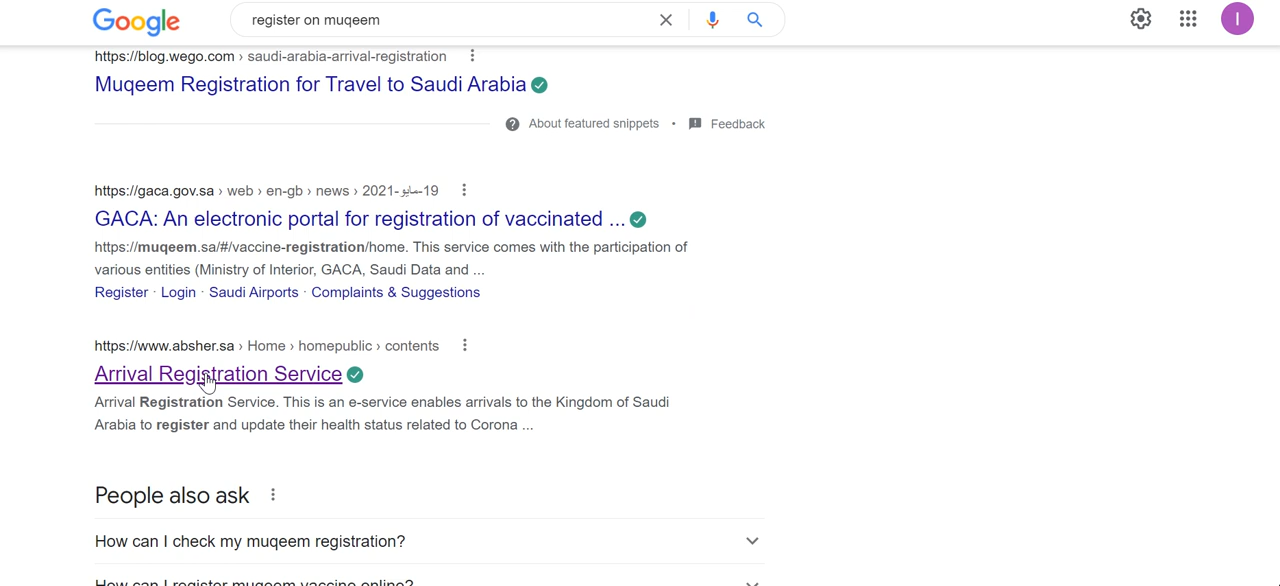 Google
register on muqeem
I
https://blog.wego.com › saudi-arabia-arrival-registration
Muqeem Registration for Travel to Saudi Arabia
About featured snippets • Feedback
https://gaca.gov.sa › web › en-gb › news › 2021-مايو-19
GACA: An electronic portal for registration of vaccinated ...
https://muqeem.sa/#/vaccine-registration/home. This service comes with the participation of
various entities (Ministry of Interior, GACA, Saudi Data and ...
Register · Login · Saudi Airports · Complaints & Suggestions
https://www.absher.sa › Home › homepublic › contents
Arrival Registration Service
Arrival Registration Service. This is an e-service enables arrivals to the Kingdom of Saudi
Arabia to register and update their health status related to Corona ...
People also ask
How can I check my muqeem registration?
How can I register muqeem vaccine online?